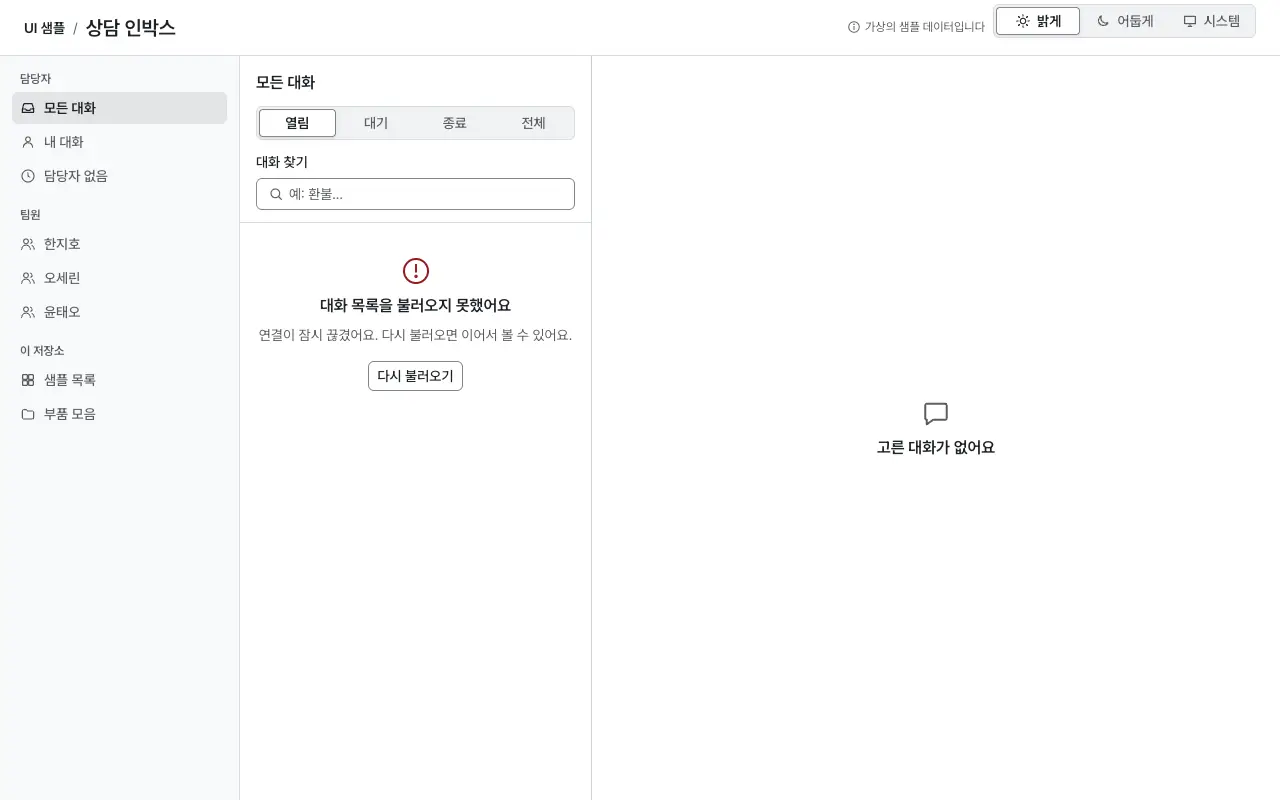 UI 샘플 / 상담 인박스
가상의 샘플 데이터입니다
밝게
어둡게
시스템
담당자
모든 대화
내 대화
담당자 없음
팀원
한지호
오세린
윤태오
이 저장소
샘플 목록
부품 모음
모든 대화
열림
대기
종료
전체
대화 찾기
예: 환불...
대화 목록을 불러오지 못했어요
연결이 잠시 끊겼어요. 다시 불러오면 이어서 볼 수 있어요.
다시 불러오기
고른 대화가 없어요